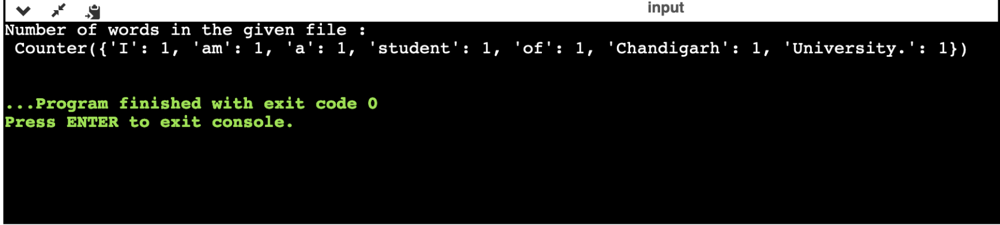 input
Number of words in the given file :
Counter({'I': 1, 'am': 1, 'a': 1, 'student': 1, 'of': 1, 'Chandigarh': 1, 'University.': 1})
...Program finished with exit code 0
Press ENTER to exit console.